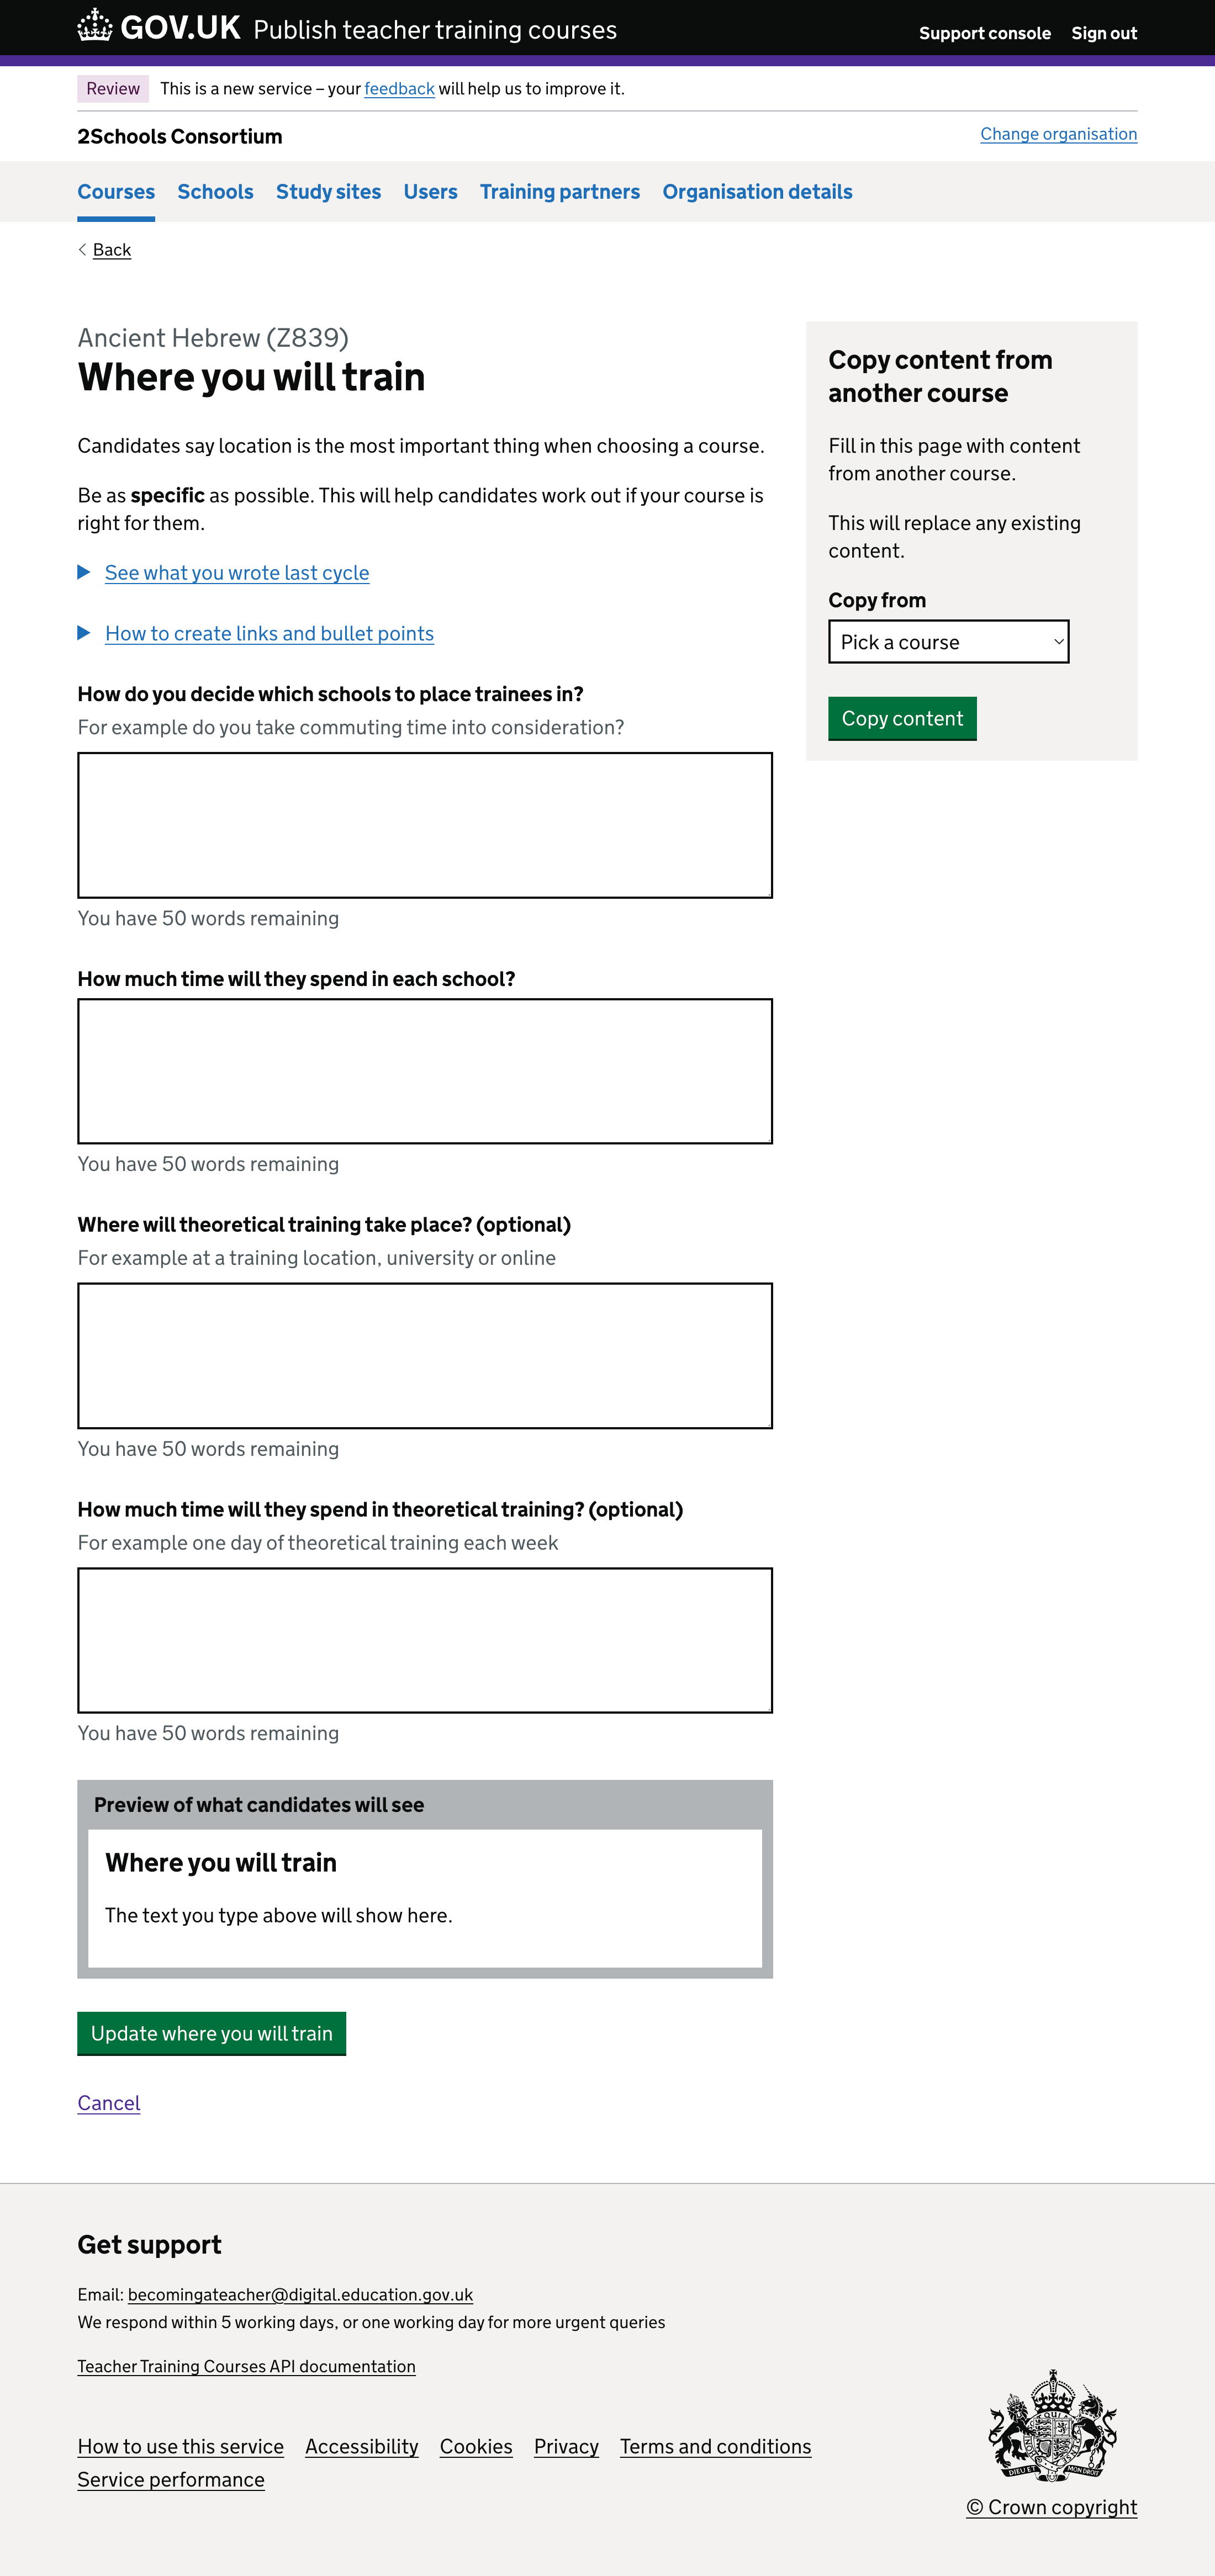 GOV.UK Publish teacher training courses
Support console Sign out
Review This is a new service – your feedback will help us to improve it.
2Schools Consortium
Change organisation
Courses Schools Study sites Users Training partners Organisation details
Back
Ancient Hebrew (Z839)
Where you will train
Candidates say location is the most important thing when choosing a course.
Be as specific as possible. This will help candidates work out if your course is
right for them.
See what you wrote last cycle
How to create links and bullet points
How do you decide which schools to place trainees in?
For example do you take commuting time into consideration?
You have 50 words remaining
How much time will they spend in each school?
You have 50 words remaining
Where will theoretical training take place? (optional)
For example at a training location, university or online
You have 50 words remaining
How much time will they spend in theoretical training? (optional)
For example one day of theoretical training each week
You have 50 words remaining
Preview of what candidates will see
Where you will train
The text you type above will show here.
Update where you will train
Cancel
Copy content from
another course
Fill in this page with content
from another course.
This will replace any existing
content.
Copy from
Pick a course
Copy content
Get support
Email: becomingateacher@digital.education.gov.uk
We respond within 5 working days, or one working day for more urgent queries
Teacher Training Courses API documentation
How to use this service Accessibility Cookies Privacy Terms and conditions
Service performance
DIEU ET MON DROIT
© Crown copyright